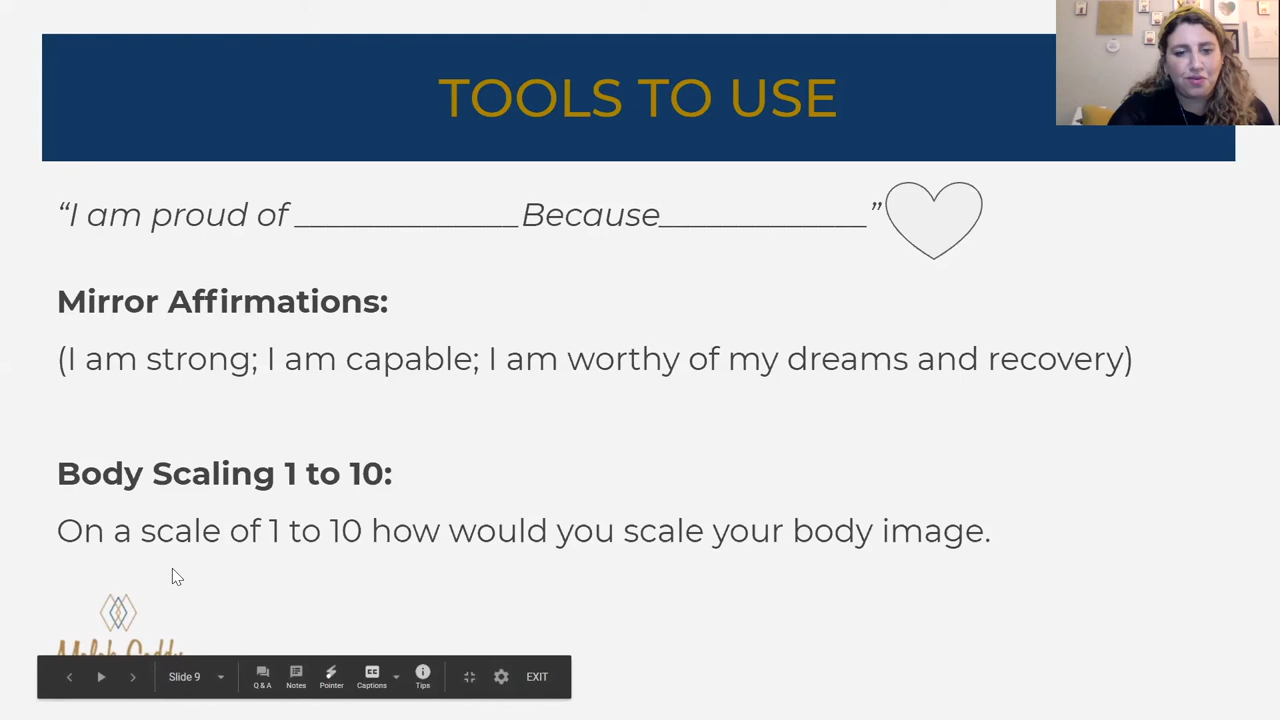 TOOLS TO USE
“I am proud of ______________Because_____________”
Mirror Affirmations:
(I am strong; I am capable; I am worthy of my dreams and recovery)
Body Scaling 1 to 10:
On a scale of 1 to 10 how would you scale your body image.
Slide 9
Q & A
Notes
Pointer
Captions
Tips
EXIT